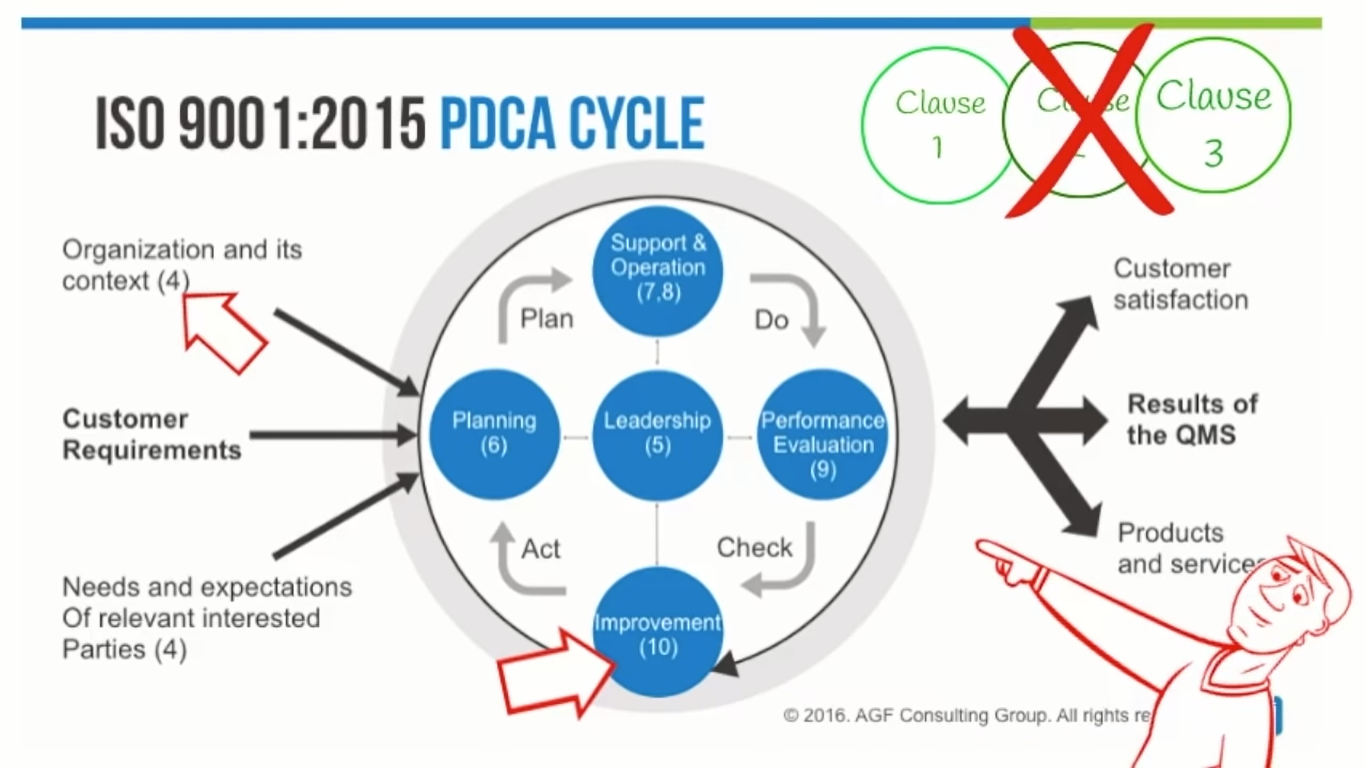 ISO 9001:2015 PDCA CYCLE
Clause
1
Clause
3
Organization and its
context (4)
Customer
Requirements
Needs and expectations
Of relevant interested
Parties (4)
Support &
Operation
(7,8)
Plan
Do
Planning
(6)
Leadership
(5)
Performance
Evaluation
(9)
Act
Check
Improvement
(10)
Customer
satisfaction
Results of
the QMS
Products
and services
© 2016. AGF Consulting Group. All rights